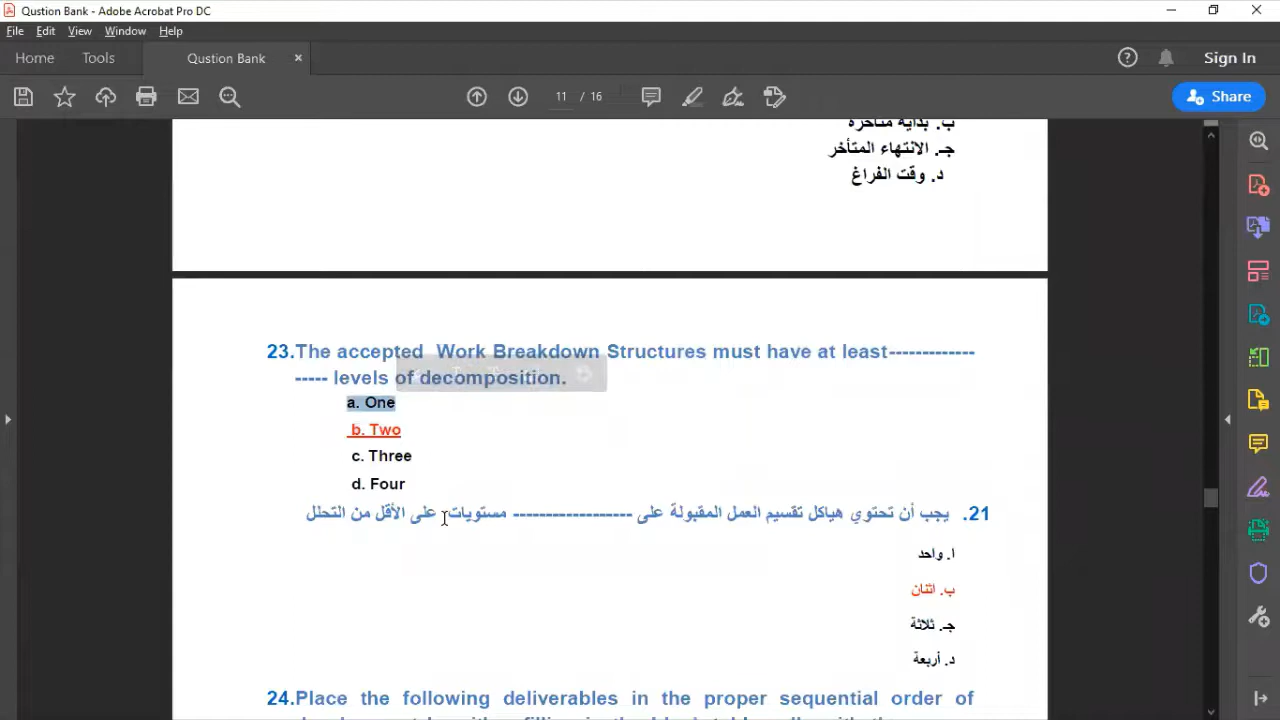 Qustion Bank - Adobe Acrobat Pro DC
File Edit View Window Help
Home Tools Qustion Bank × Sign In
11 / 16 Share
ب. بداية متأخرة
جـ. الانتهاء المتأخر
د. وقت الفراغ
23.The accepted Work Breakdown Structures must have at least--------------
----- levels of decomposition.
a. One
b. Two
c. Three
d. Four
21. يجب أن تحتوي هياكل تقسيم العمل المقبولة على ------------------- مستويات على الأقل من التحلل
ا. واحد
ب. اثنان
جـ. ثلاثة
د. أربعة
24.Place the following deliverables in the proper sequential order of